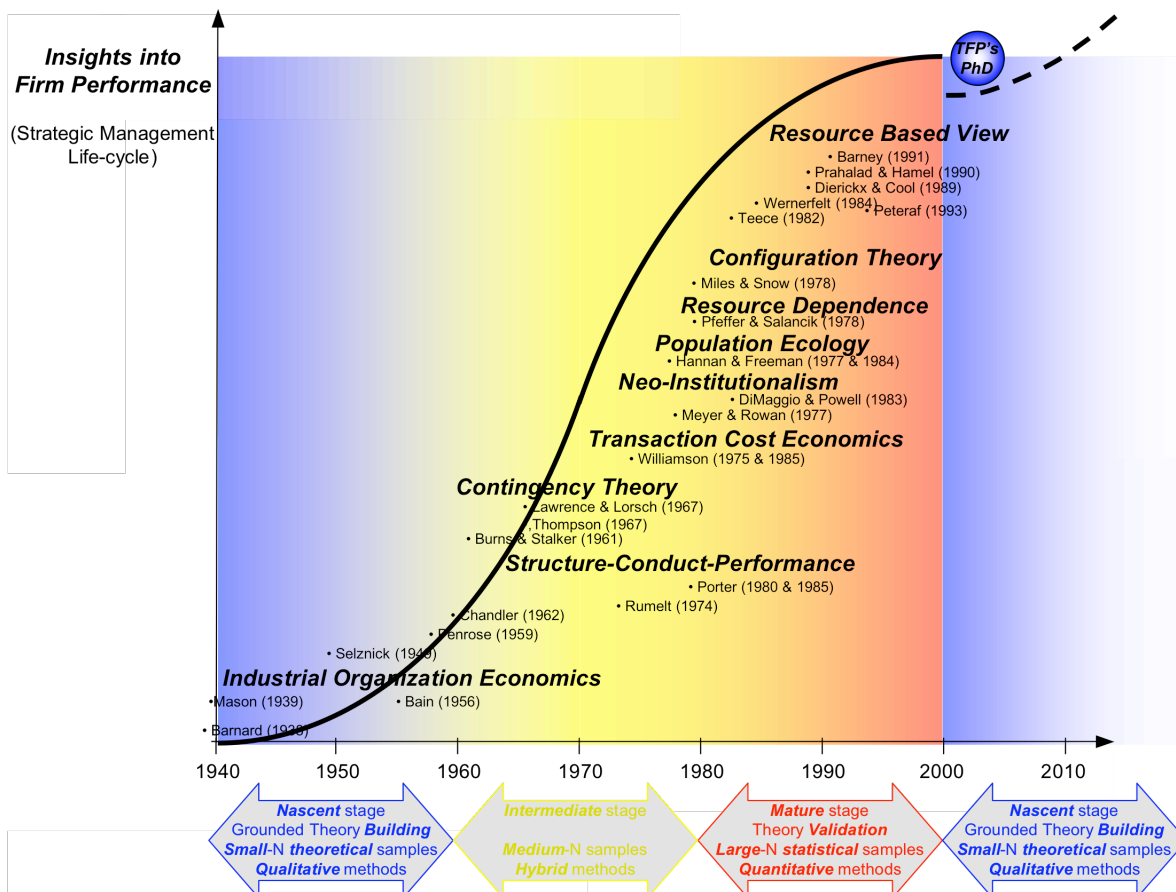 Insights into
Firm Performance
(Strategic Management
Life-cycle)
TFP's
PhD
Resource Based View
• Barney (1991)
• Prahalad & Hamel (1990)
• Dierickx & Cool (1989)
• Wernerfelt (1984)
• Peteraf (1993)
• Teece (1982)
Configuration Theory
• Miles & Snow (1978)
Resource Dependence
• Pfeffer & Salancik (1978)
Population Ecology
• Hannan & Freeman (1977 & 1984)
Neo-Institutionalism
• DiMaggio & Powell (1983)
• Meyer & Rowan (1977)
Transaction Cost Economics
• Williamson (1975 & 1985)
Contingency Theory
• Lawrence & Lorsch (1967)
Thompson (1967)
• Burns & Stalker (1961)
Structure-Conduct-Performance
• Porter (1980 & 1985)
• Rumelt (1974)
• Chandler (1962)
• Penrose (1959)
• Selznick (1949)
Industrial Organization Economics
• Mason (1939)
• Bain (1956)
• Barnard (1938)
1940 1950 1960 1970 1980 1990 2000 2010
Nascent stage
Grounded Theory Building
Small-N theoretical samples
Qualitative methods
Intermediate stage
Medium-N samples
Hybrid methods
Mature stage
Theory Validation
Large-N statistical samples
Quantitative methods
Nascent stage
Grounded Theory Building
Small-N theoretical samples
Qualitative methods